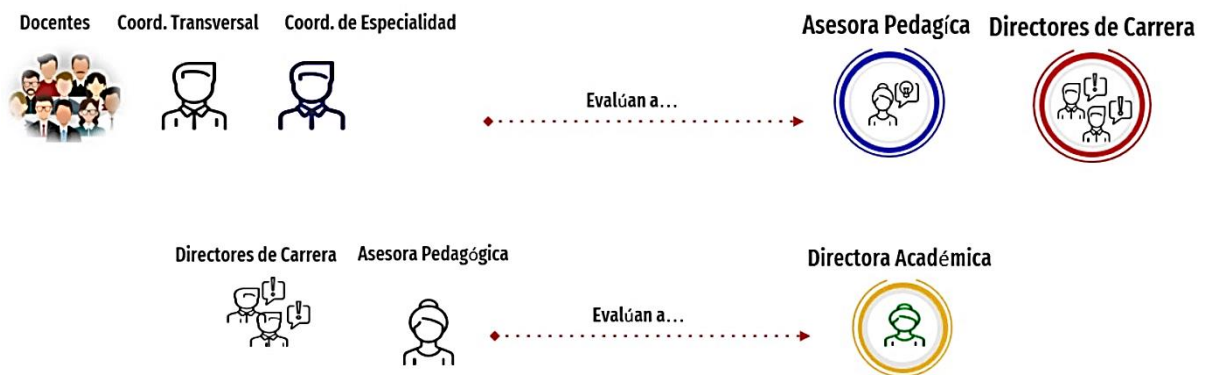 Docentes Coord. Transversal Coord. de Especialidad
Asesora Pedagíca Directores de Carrera
Evalúan a...
Directores de Carrera Asesora Pedagógica
Directora Académica
Evalúan a...